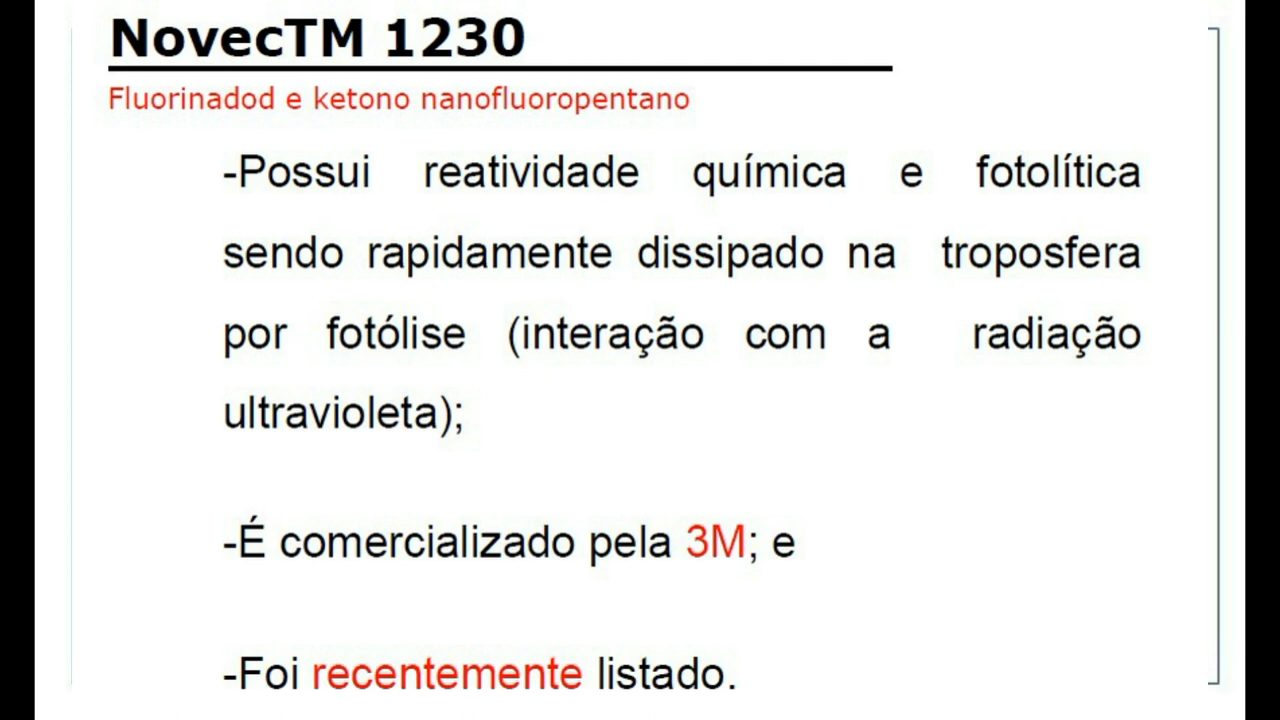 NovecTM 1230
Fluorinadod e ketono nanofluoropentano
-Possui reatividade química e fotolítica
sendo rapidamente dissipado na troposfera
por fotólise (interação com a radiação
ultravioleta);
-É comercializado pela 3M; e
-Foi recentemente listado.